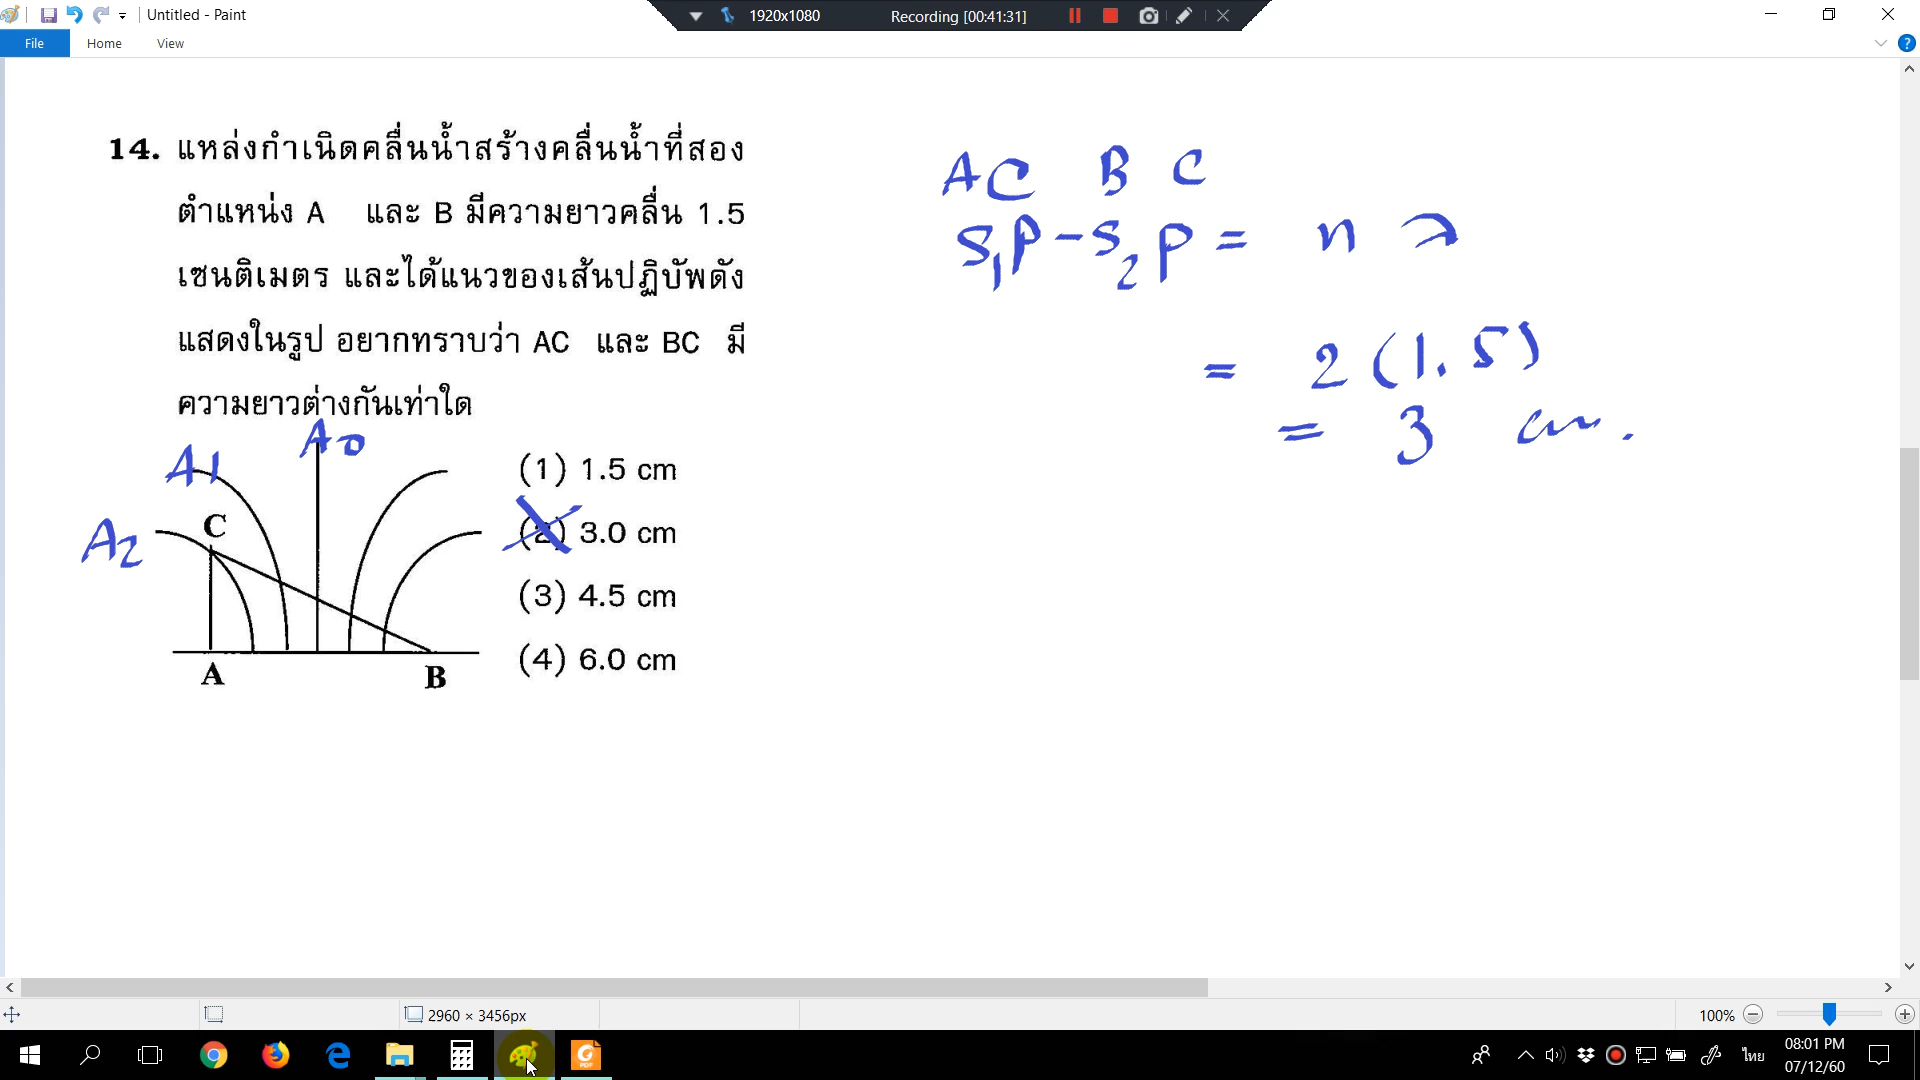 Untitled - Paint
1920x1080
Recording [00:41:31]
File Home View
14. แหล่งกำเนิดคลื่นน้ำสร้างคลื่นน้ำที่สอง
ตำแหน่ง A และ B มีความยาวคลื่น 1.5
เซนติเมตร และได้แนวของเส้นปฏิบัพดัง
แสดงในรูป อยากทราบว่า AC และ BC มี
ความยาวต่างกันเท่าใด
A0
A1
A2
C
A
B
(1) 1.5 cm
(2) 3.0 cm
(3) 4.5 cm
(4) 6.0 cm
AC BC
S₁P - S₂P = n λ
= 2 (1.5)
= 3 cm.
2960 × 3456px
100%
ไทย
08:01 PM
07/12/60